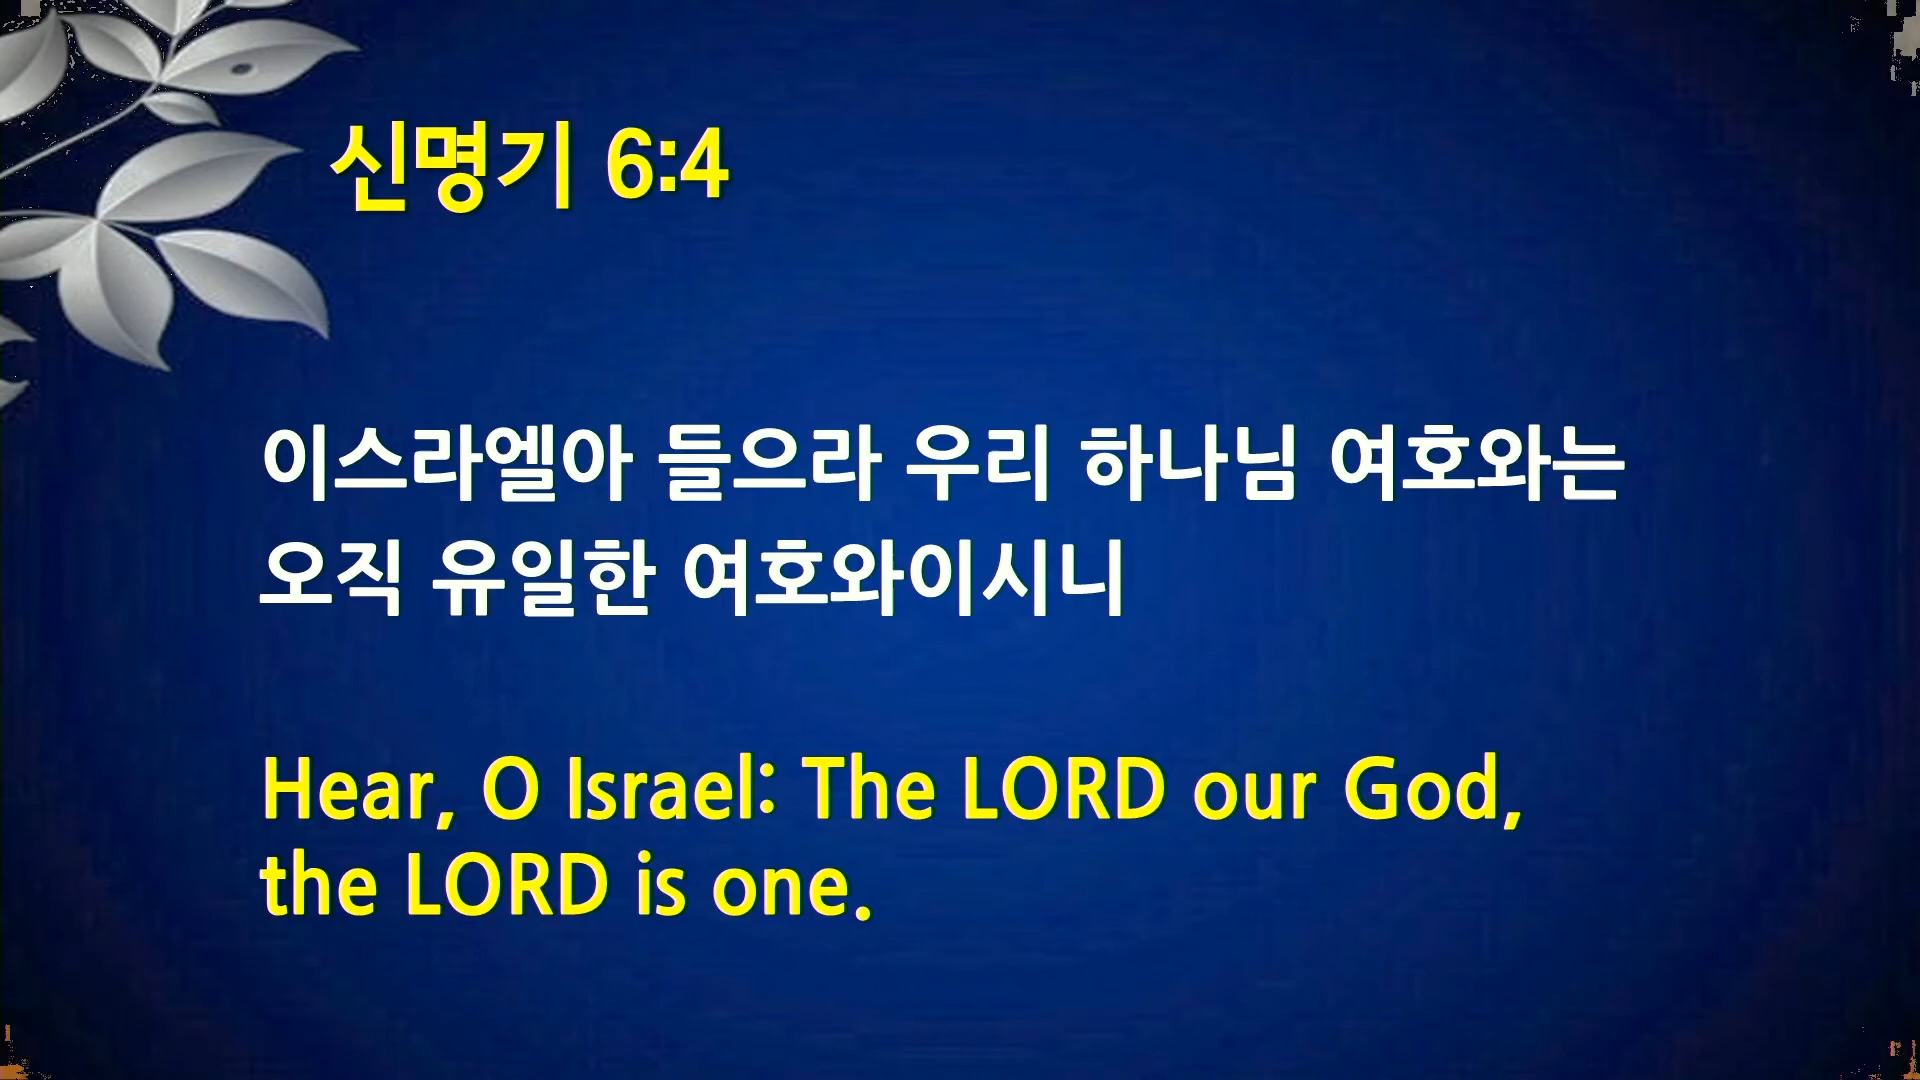 신명기 6:4
이스라엘아 들으라 우리 하나님 여호와는
오직 유일한 여호와이시니
Hear, O Israel: The LORD our God,
the LORD is one.